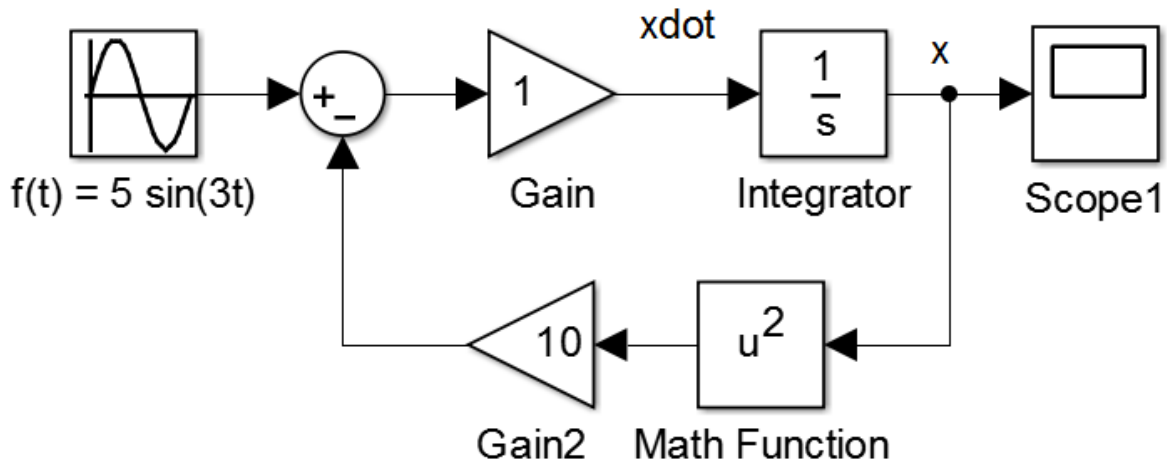 xdot
x
+
−
1
1
s
f(t) = 5 sin(3t)
Gain
Integrator
Scope1
10
u²
Gain2
Math Function